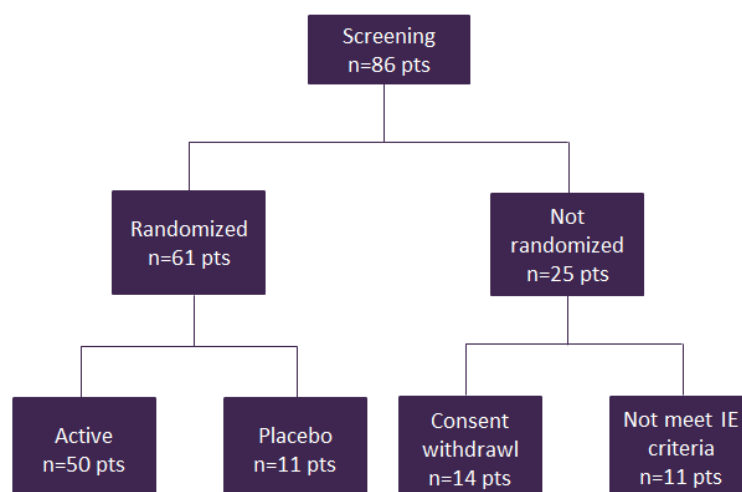 Screening
n=86 pts
Randomized
n=61 pts
Not
randomized
n=25 pts
Active
n=50 pts
Placebo
n=11 pts
Consent
withdrawl
n=14 pts
Not meet IE
criteria
n=11 pts